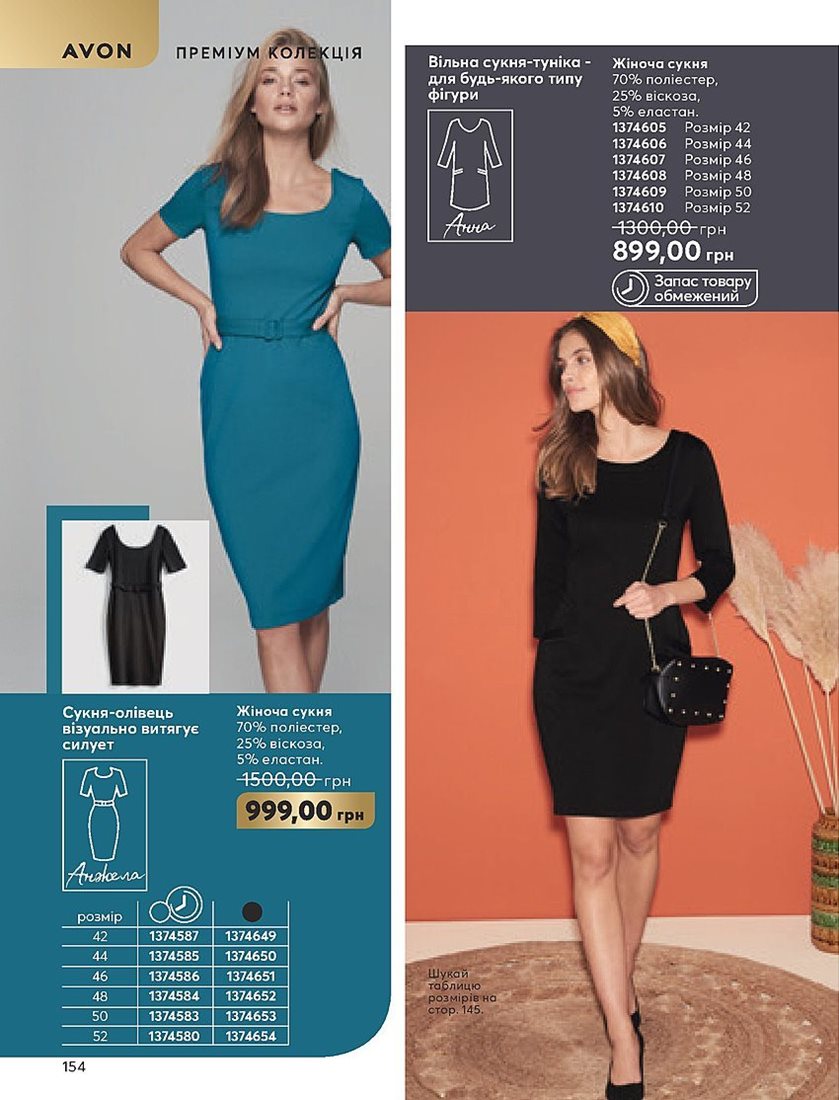 AVON ПРЕМІУМ КОЛЕКЦІЯ
Сукня-олівець
візуально витягує
силует
Анжела
Жіноча сукня
70% поліестер,
25% віскоза,
5% еластан.
1500,00 грн
999,00 грн
розмір
42 1374587 1374649
44 1374585 1374650
46 1374586 1374651
48 1374584 1374652
50 1374583 1374653
52 1374580 1374654
154
Вільна сукня-туніка -
для будь-якого типу
фігури
Анна
Жіноча сукня
70% поліестер,
25% віскоза,
5% еластан.
1374605 Розмір 42
1374606 Розмір 44
1374607 Розмір 46
1374608 Розмір 48
1374609 Розмір 50
1374610 Розмір 52
1300,00 грн
899,00 грн
Запас товару
обмежений
Шукай
таблицю
розмірів на
стор. 145.